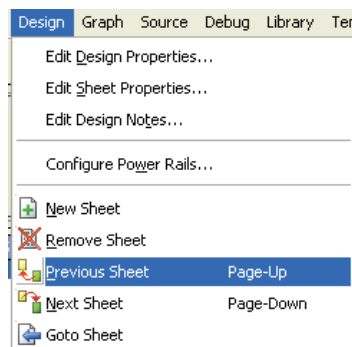 Design Graph Source Debug Library
Edit Design Properties...
Edit Sheet Properties...
Edit Design Notes...
Configure Power Rails...
New Sheet
Remove Sheet
Previous Sheet Page-Up
Next Sheet Page-Down
Goto Sheet